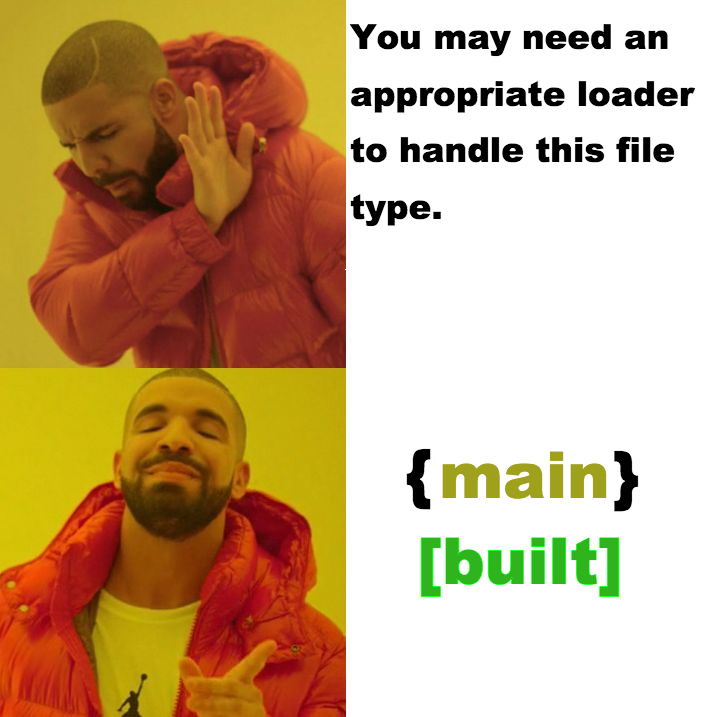 You may need an
appropriate loader
to handle this file
type.
{main}
[built]